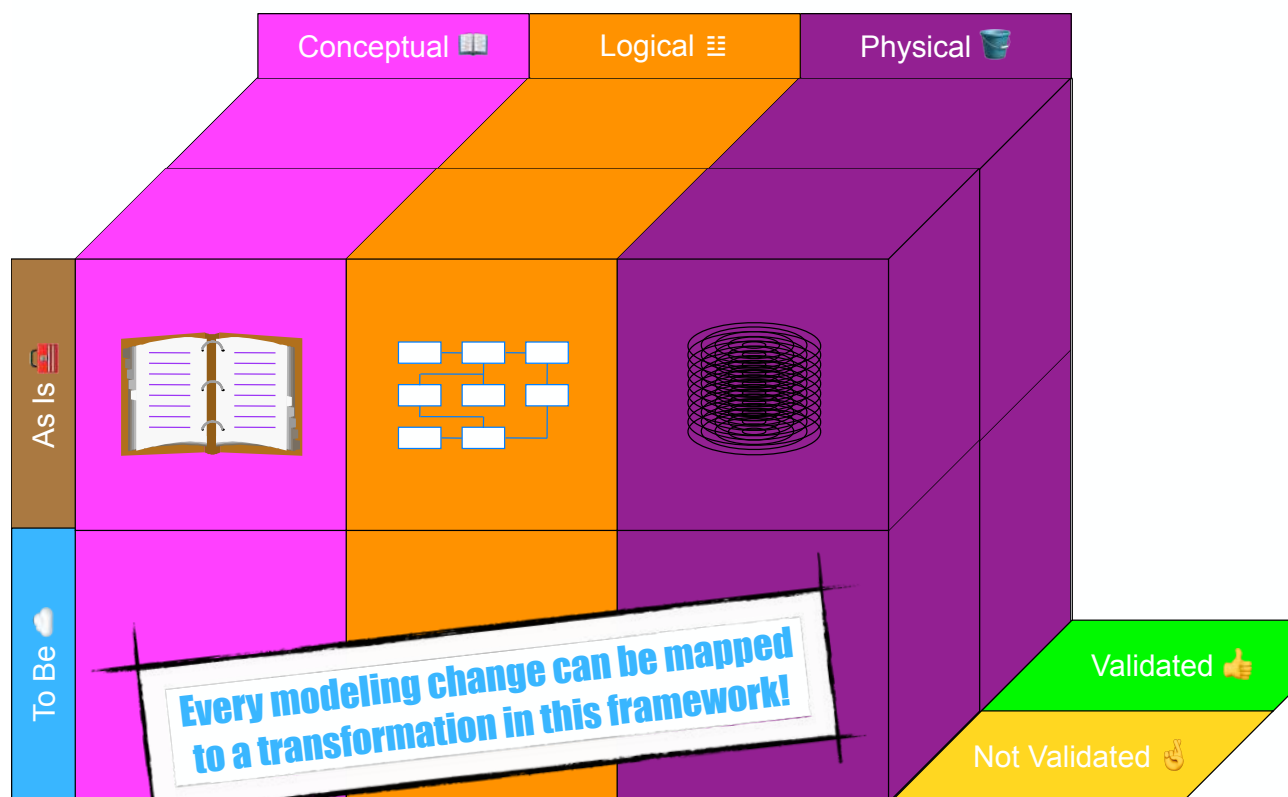 Conceptual 📖
Logical ☷
Physical 🪣
As Is 🧰
To Be ☁️
Every modeling change can be mapped
to a transformation in this framework!
Validated 👍
Not Validated 🤞